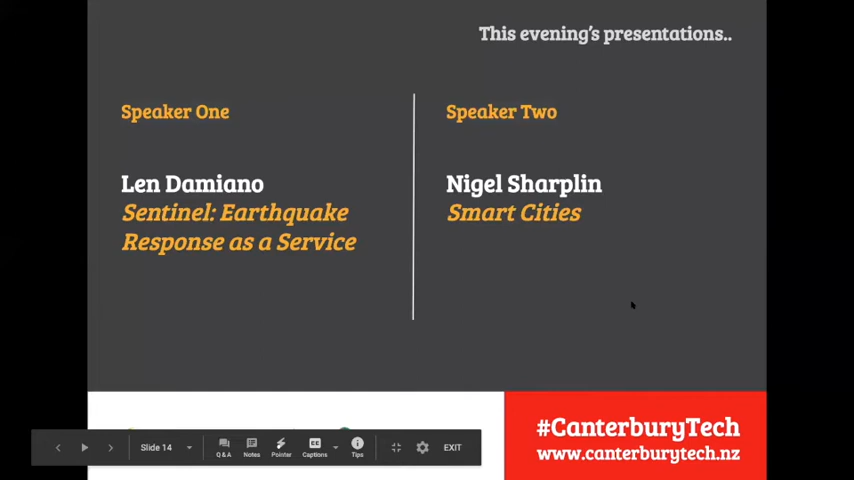 This evening's presentations..
Speaker One
Len Damiano
Sentinel: Earthquake
Response as a Service
Speaker Two
Nigel Sharplin
Smart Cities
#CanterburyTech
www.canterburytech.nz
Slide 14
Q & A
Notes
Pointer
CC
Captions
Tips
EXIT